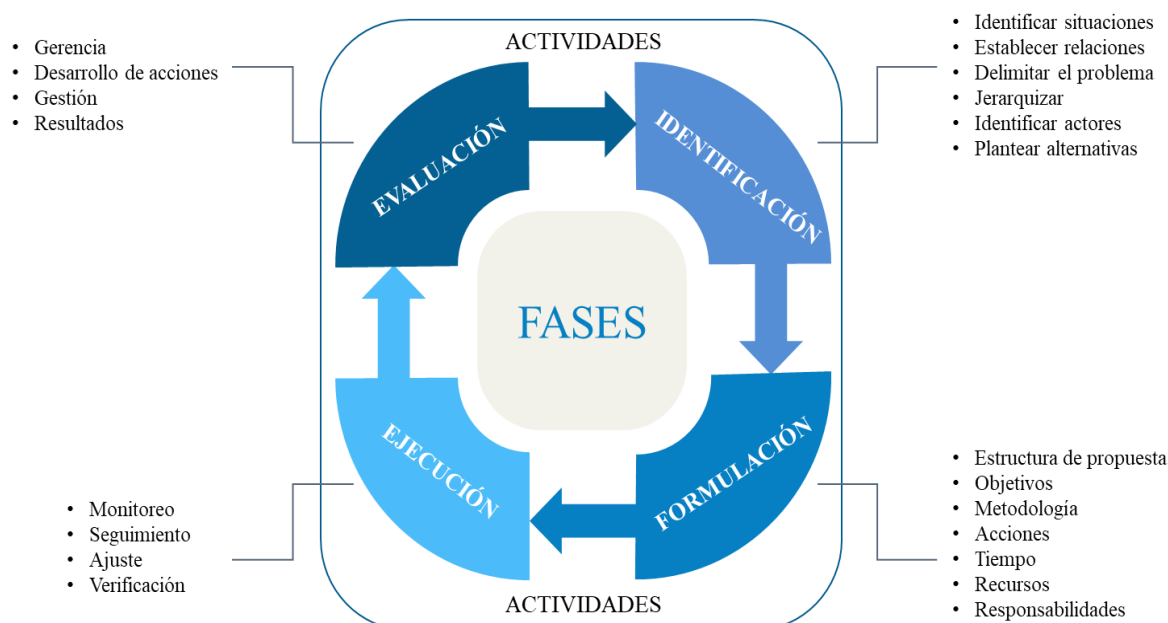 ACTIVIDADES
• Gerencia
• Desarrollo de acciones
• Gestión
• Resultados
• Identificar situaciones
• Establecer relaciones
• Delimitar el problema
• Jerarquizar
• Identificar actores
• Plantear alternativas
EVALUACIÓN
IDENTIFICACIÓN
FASES
EJECUCIÓN
FORMULACIÓN
• Monitoreo
• Seguimiento
• Ajuste
• Verificación
• Estructura de propuesta
• Objetivos
• Metodología
• Acciones
• Tiempo
• Recursos
• Responsabilidades
ACTIVIDADES